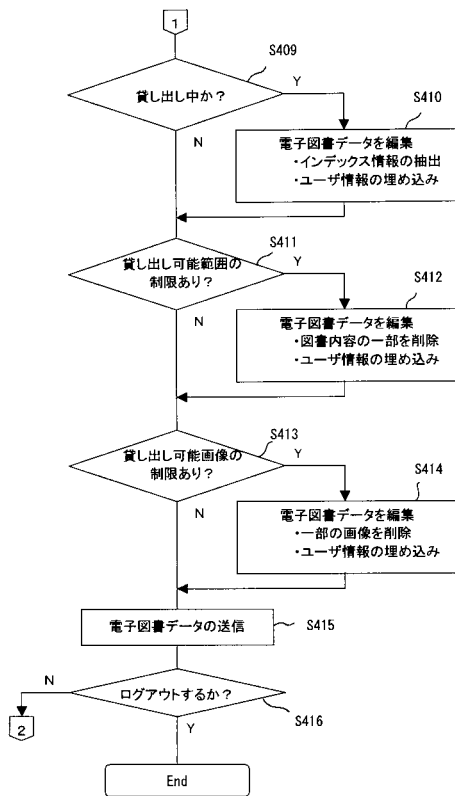 1
S409
貸し出し中か？
Y
N
S410
電子図書データを編集
・インデックス情報の抽出
・ユーザ情報の埋め込み
S411
貸し出し可能範囲の
制限あり？
Y
N
S412
電子図書データを編集
・図書内容の一部を削除
・ユーザ情報の埋め込み
S413
貸し出し可能画像の
制限あり？
Y
N
S414
電子図書データを編集
・一部の画像を削除
・ユーザ情報の埋め込み
電子図書データの送信
S415
N
ログアウトするか？
S416
2
Y
End